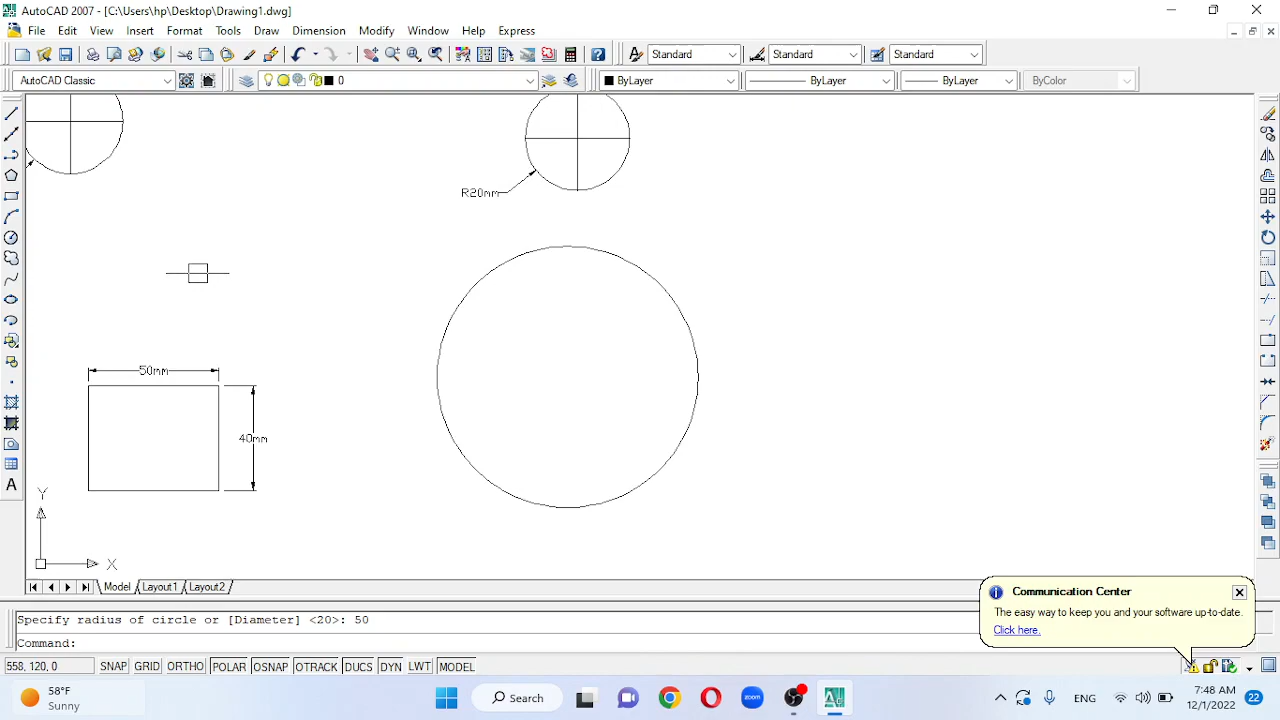 AutoCAD 2007 - [C:\Users\hp\Desktop\Drawing1.dwg]
File Edit View Insert Format Tools Draw Dimension Modify Window Help Express
Standard Standard Standard
AutoCAD Classic 0 ByLayer ByLayer ByLayer ByColor
R20mm
50mm
40mm
Y
X
A
Model Layout1 Layout2
Communication Center
The easy way to keep you and your software up-to-date.
Click here.
Specify radius of circle or [Diameter] <20>: 50
Command:
558, 120, 0 SNAP GRID ORTHO POLAR OSNAP OTRACK DUCS DYN LWT MODEL
58°F
Sunny
Search
zoom
ENG
7:48 AM
12/1/2022
22